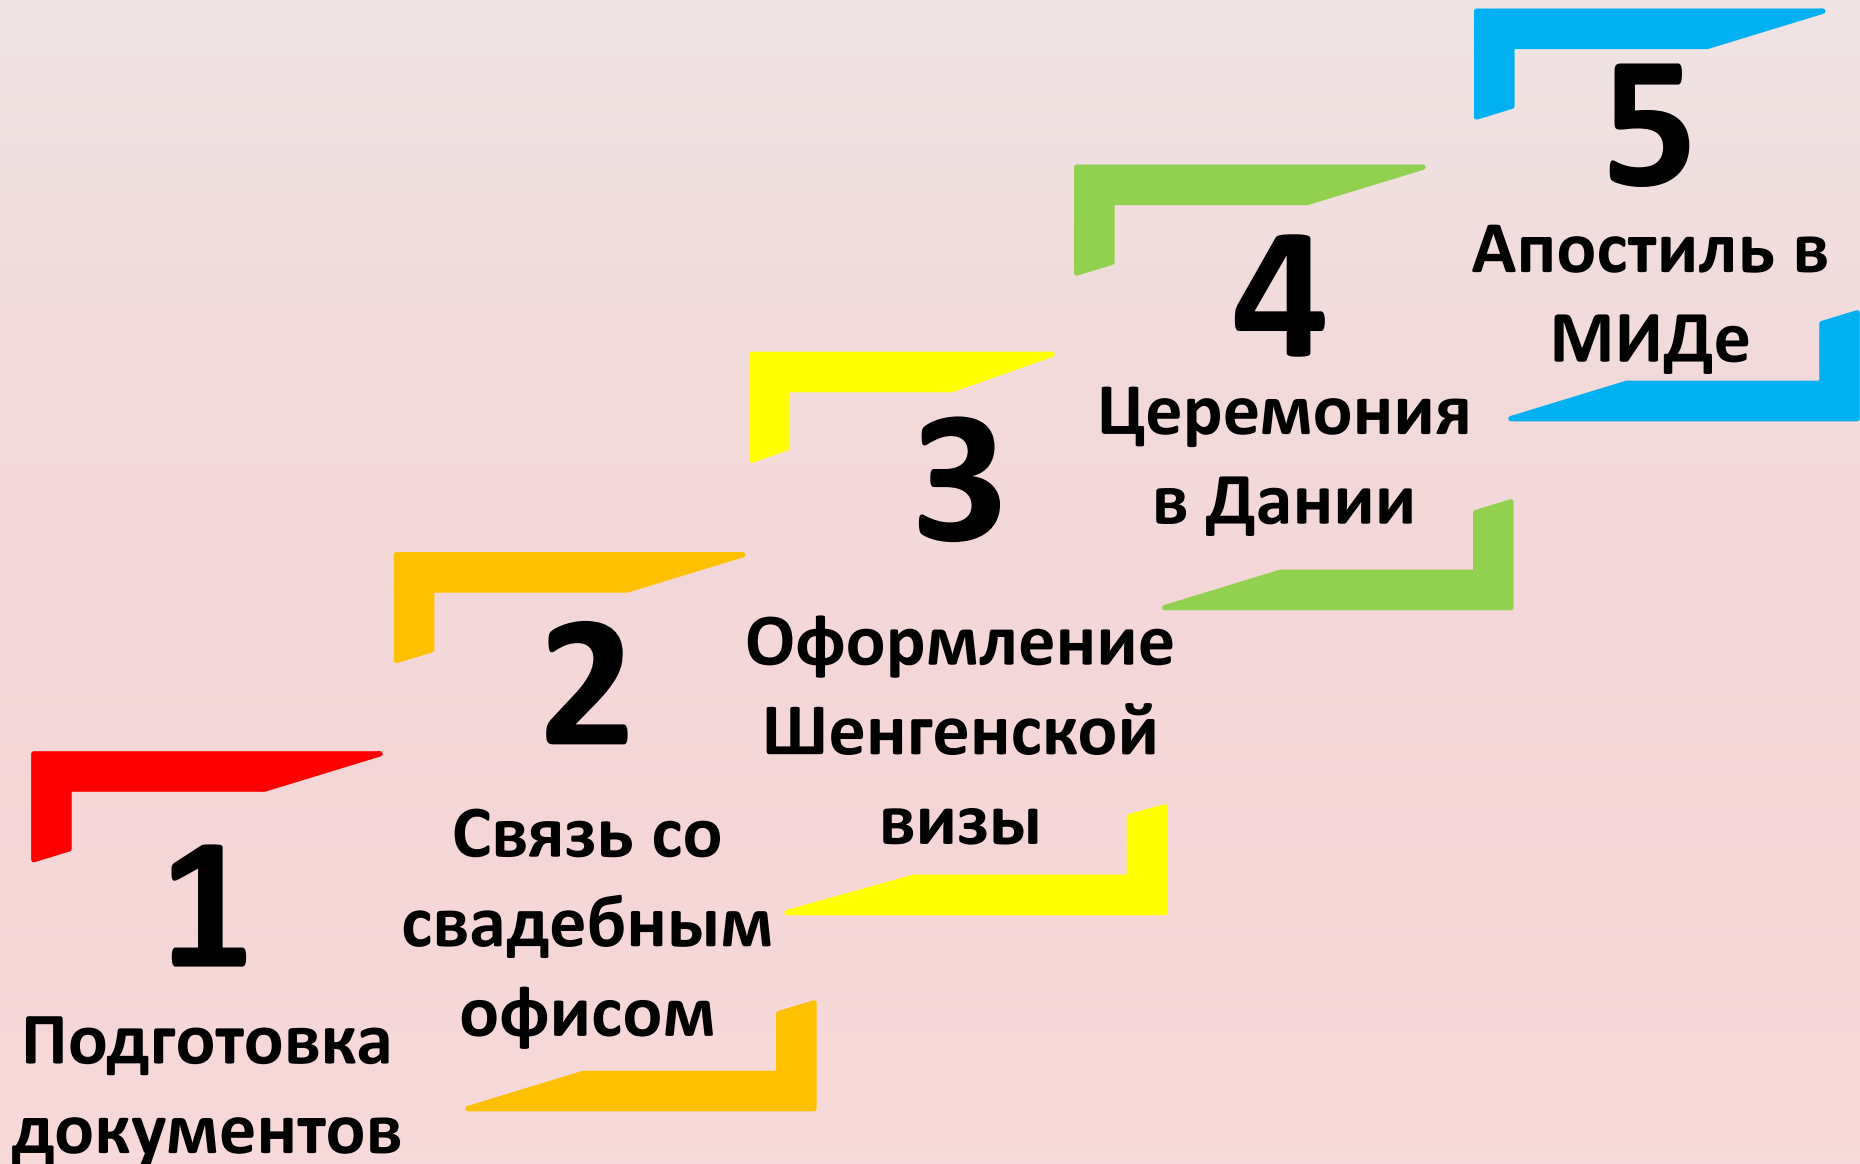 1
Подготовка
документов
2
Связь со
свадебным
офисом
3
Оформление
Шенгенской
визы
4
Церемония
в Дании
5
Апостиль в
МИДе